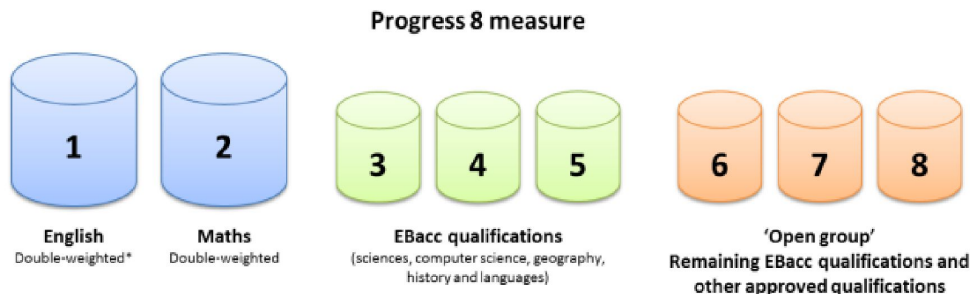 Progress 8 measure
1
2
3
4
5
6
7
8
English
Double-weighted*
Maths
Double-weighted
EBacc qualifications
(sciences, computer science, geography,
history and languages)
‘Open group’
Remaining EBacc qualifications and
other approved qualifications